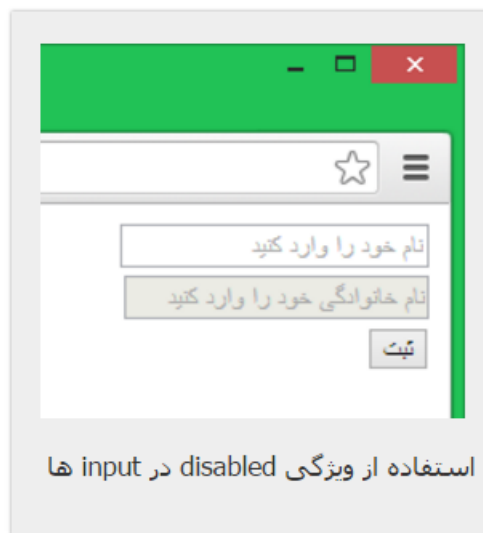 نام خود را وارد کنید
نام خانوادگی خود را وارد کنید
ثبت
استفاده از ویژگی disabled در input ها